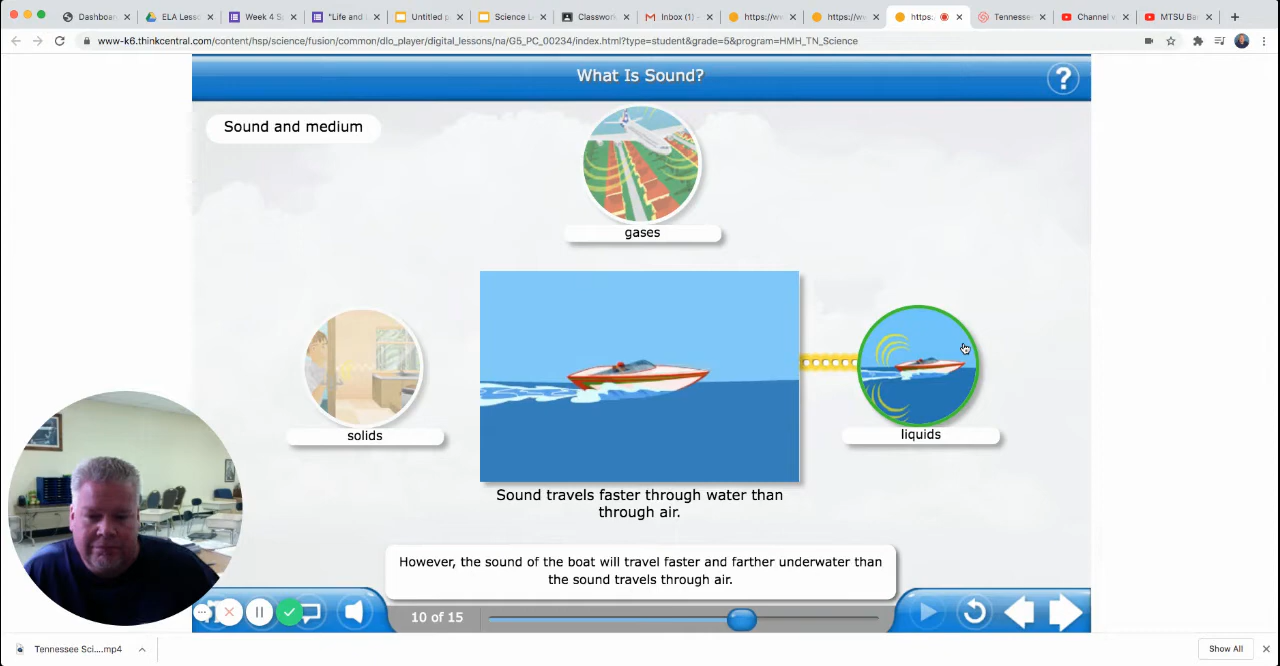 Dashboar
ELA Less
Week 4 S
"Life and
Untitled p
Science L
Classwor
Inbox (1)
https://w
https://w
https:
Tennesse
Channel
MTSU Ba
www-k6.thinkcentral.com/content/hsp/science/fusion/common/dlo_player/digital_lessons/na/G5_PC_00234/index.html?type=student&grade=5&program=HMH_TN_Science
What Is Sound?
?
Sound and medium
gases
solids
liquids
Sound travels faster through water than
through air.
However, the sound of the boat will travel faster and farther underwater than
the sound travels through air.
10 of 15
Tennessee Sci....mp4
Show All